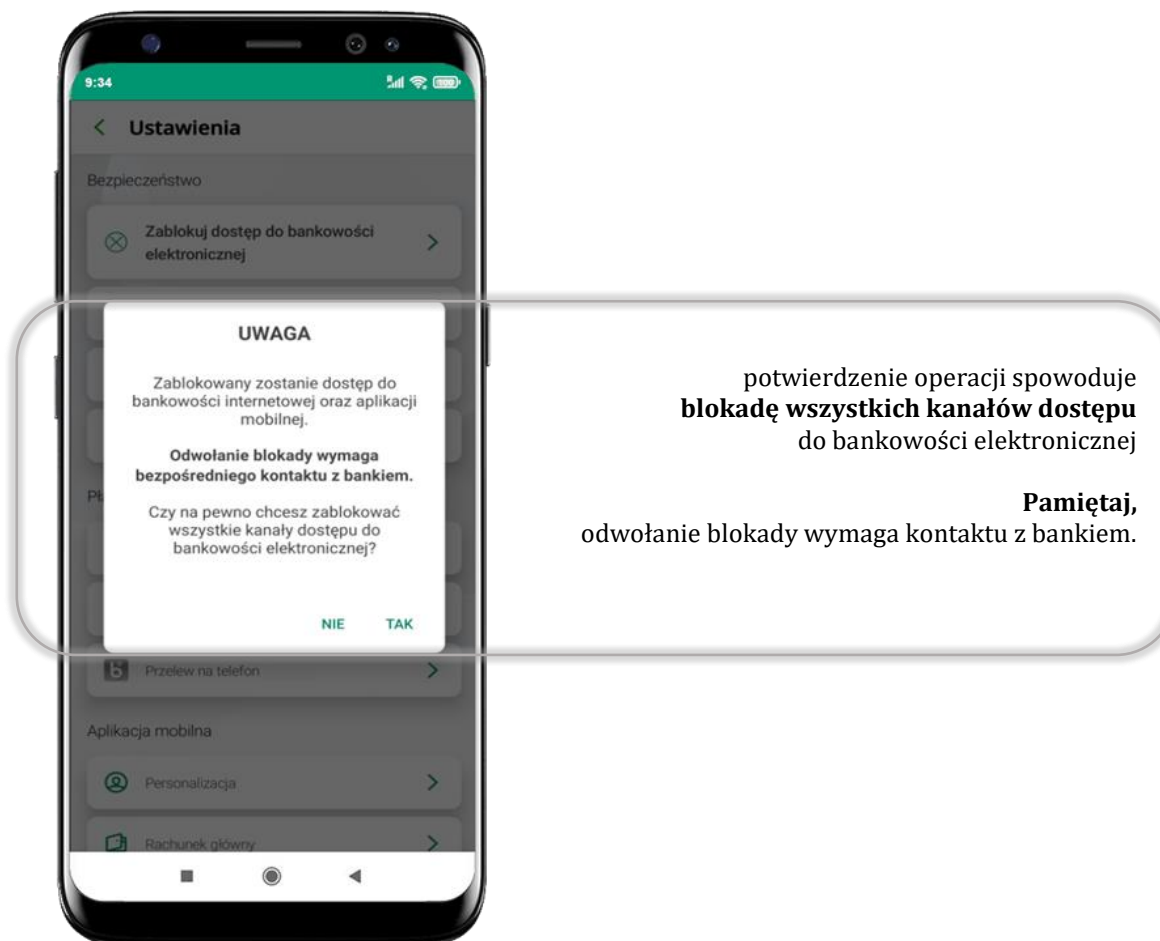 9:34
Ustawienia
Bezpieczeństwo
Zablokuj dostęp do bankowości
elektronicznej
UWAGA
Zablokowany zostanie dostęp do
bankowości internetowej oraz aplikacji
mobilnej.
Odwołanie blokady wymaga
bezpośredniego kontaktu z bankiem.
Czy na pewno chcesz zablokować
wszystkie kanały dostępu do
bankowości elektronicznej?
NIE TAK
Przelew na telefon
Aplikacja mobilna
Personalizacja
Rachunek główny
potwierdzenie operacji spowoduje
blokadę wszystkich kanałów dostępu
do bankowości elektronicznej
Pamiętaj,
odwołanie blokady wymaga kontaktu z bankiem.